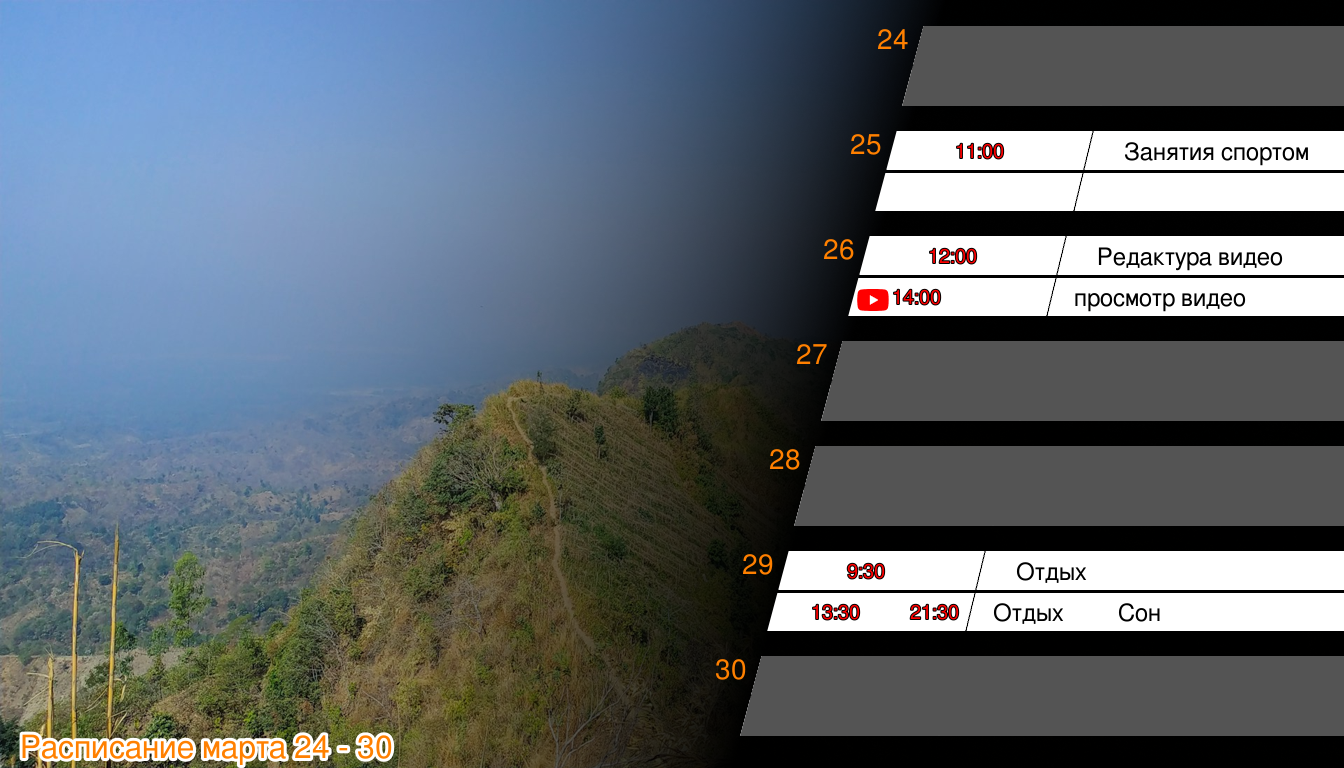 24
25
11:00 Занятия спортом
26
12:00 Редактура видео
14:00 просмотр видео
27
28
29
9:30 Отдых
13:30 21:30 Отдых Сон
30
Расписание марта 24 - 30